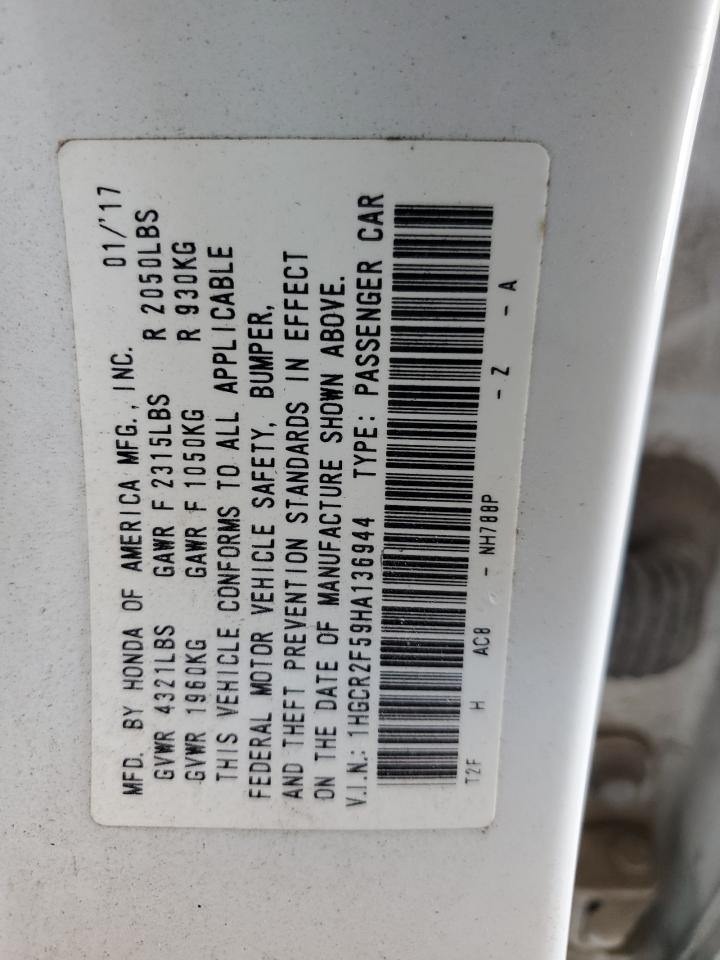 MFD. BY HONDA OF AMERICA MFG., INC. 01/'17
GVWR 4321LBS GAWR F 2315LBS R 2050LBS
GVWR 1960KG GAWR F 1050KG R 930KG
THIS VEHICLE CONFORMS TO ALL APPLICABLE
FEDERAL MOTOR VEHICLE SAFETY, BUMPER,
AND THEFT PREVENTION STANDARDS IN EFFECT
ON THE DATE OF MANUFACTURE SHOWN ABOVE.
V.I.N.: 1HGCR2F59HA136944 TYPE: PASSENGER CAR
T2F H AC8 - NH788P - Z - A